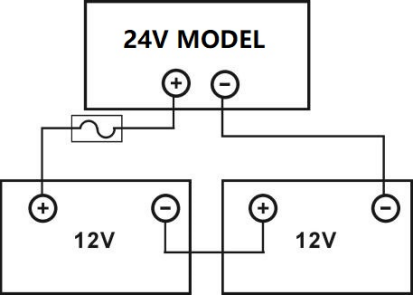 24V MODEL
+ −
+ − + −
12V 12V